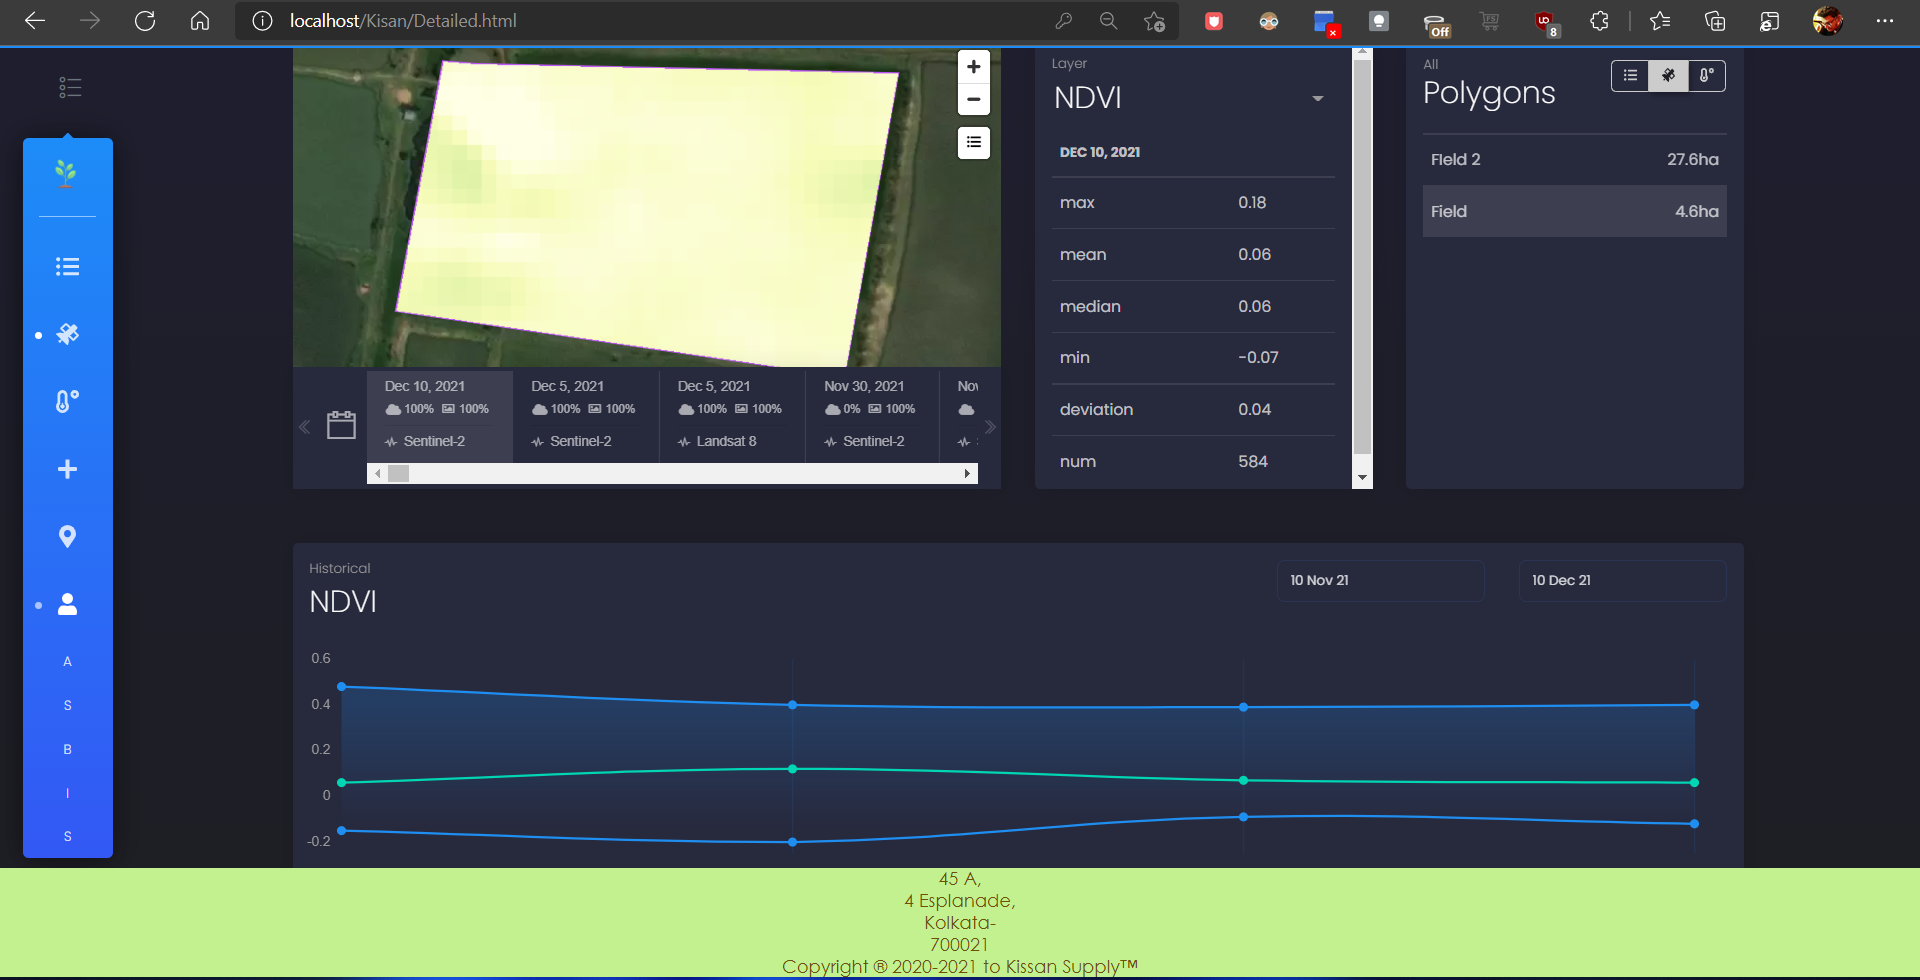 localhost/Kisan/Detailed.html
Off
8
A
S
B
I
S
Dec 10, 2021
100% 100%
Sentinel-2
Dec 5, 2021
100% 100%
Sentinel-2
Dec 5, 2021
100% 100%
Landsat 8
Nov 30, 2021
0% 100%
Sentinel-2
Layer
NDVI
DEC 10, 2021
max 0.18
mean 0.06
median 0.06
min -0.07
deviation 0.04
num 584
All
Polygons
FIeld 2 27.6ha
Field 4.6ha
Historical
NDVI
10 Nov 21
10 Dec 21
0.6
0.4
0.2
0
-0.2
45 A,
4 Esplanade,
Kolkata-
700021
Copyright ® 2020-2021 to Kissan Supply™